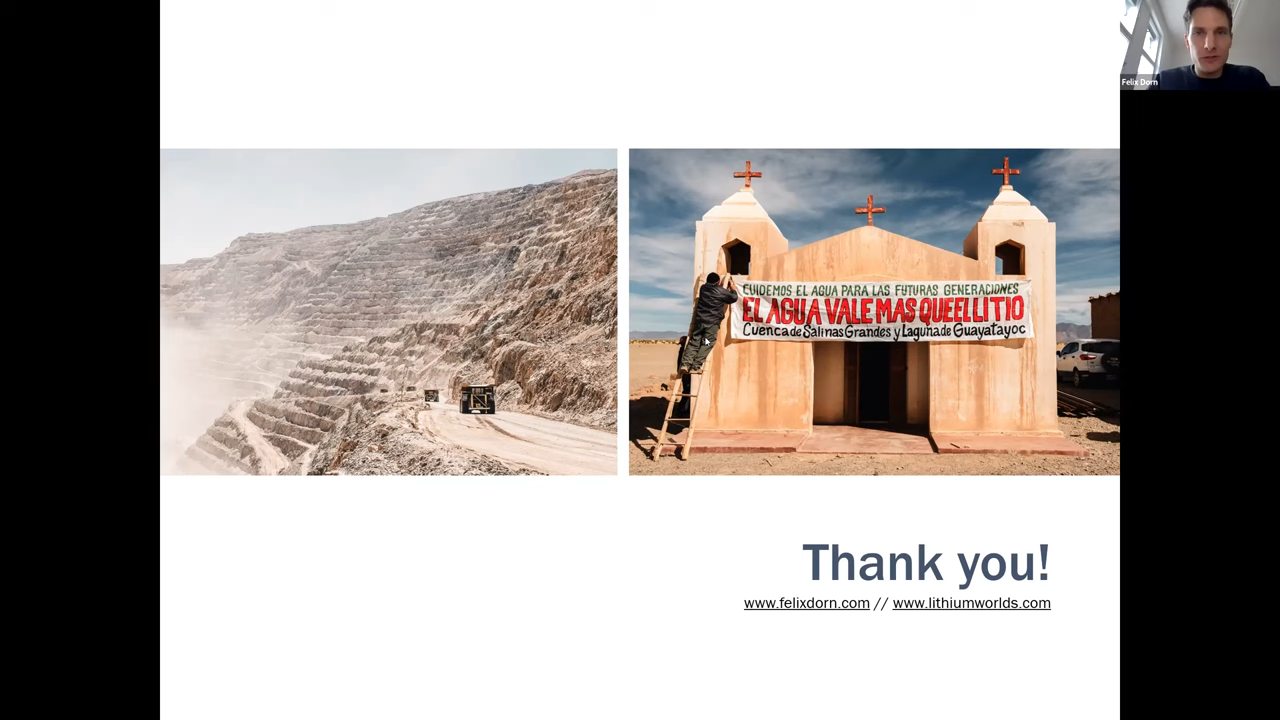 Felix Dorn
CUIDEMOS EL AGUA PARA LAS FUTURAS GENERACIONES
EL AGUA VALE MAS QUE EL LITIO
Cuenca de Salinas Grandes y Laguna de Guayatayoc
Thank you!
www.felixdorn.com // www.lithiumworlds.com